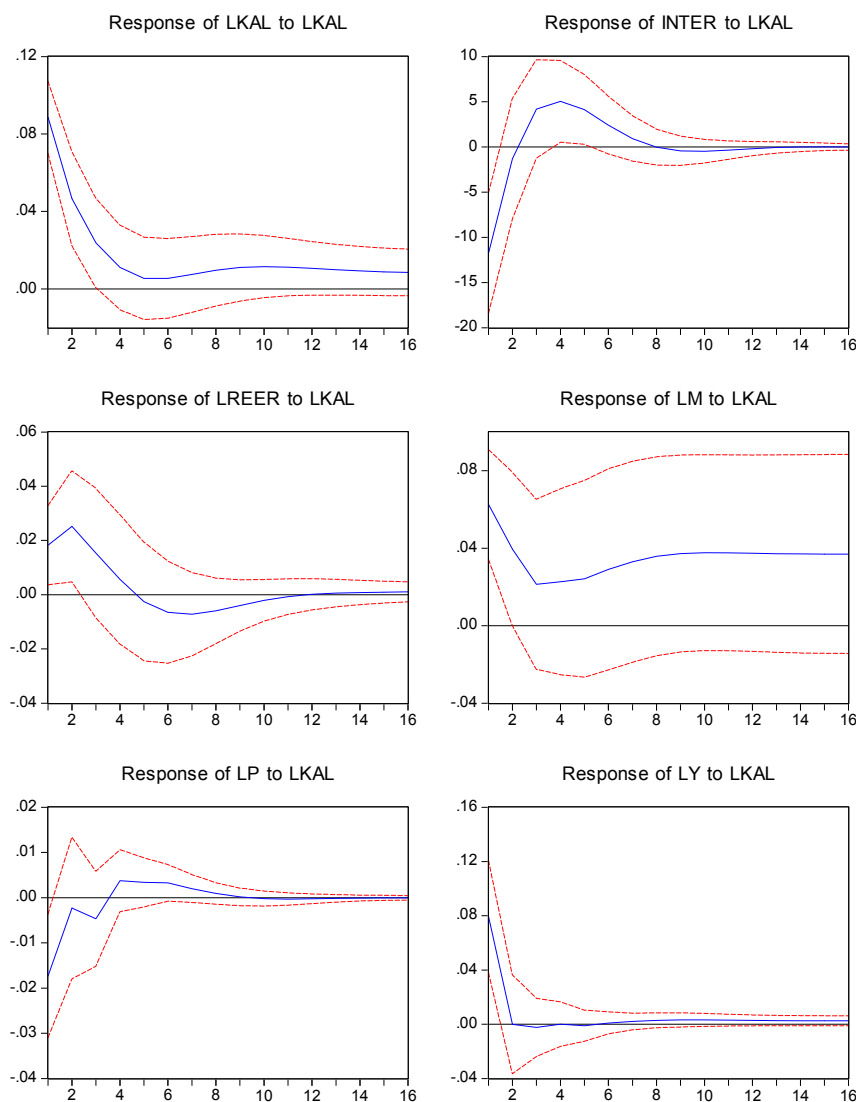 Response of LKAL to LKAL
.12
.08
.04
.00
2 4 6 8 10 12 14 16
Response of INTER to LKAL
10
5
0
-5
-10
-15
-20
2 4 6 8 10 12 14 16
Response of LREER to LKAL
.06
.04
.02
.00
-.02
-.04
2 4 6 8 10 12 14 16
Response of LM to LKAL
.08
.04
.00
-.04
2 4 6 8 10 12 14 16
Response of LP to LKAL
.02
.01
.00
-.01
-.02
-.03
-.04
2 4 6 8 10 12 14 16
Response of LY to LKAL
.16
.12
.08
.04
.00
-.04
2 4 6 8 10 12 14 16